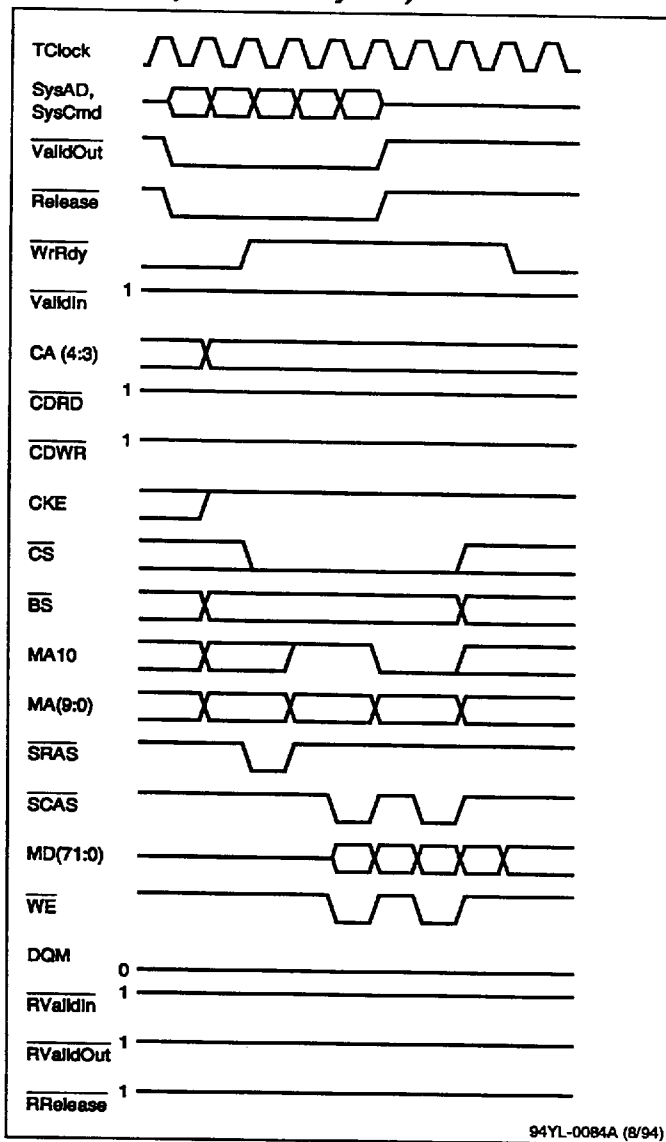 TClock
SysAD,
SysCmd
ValidOut
Release
WrRdy
ValidIn 1
CA (4:3)
CDRD 1
CDWR 1
CKE
CS
BS
MA10
MA(9:0)
SRAS
SCAS
MD(71:0)
WE
DQM 0
RValidIn 1
RValidOut 1
RRelease 1
94YL-0084A (8/94)